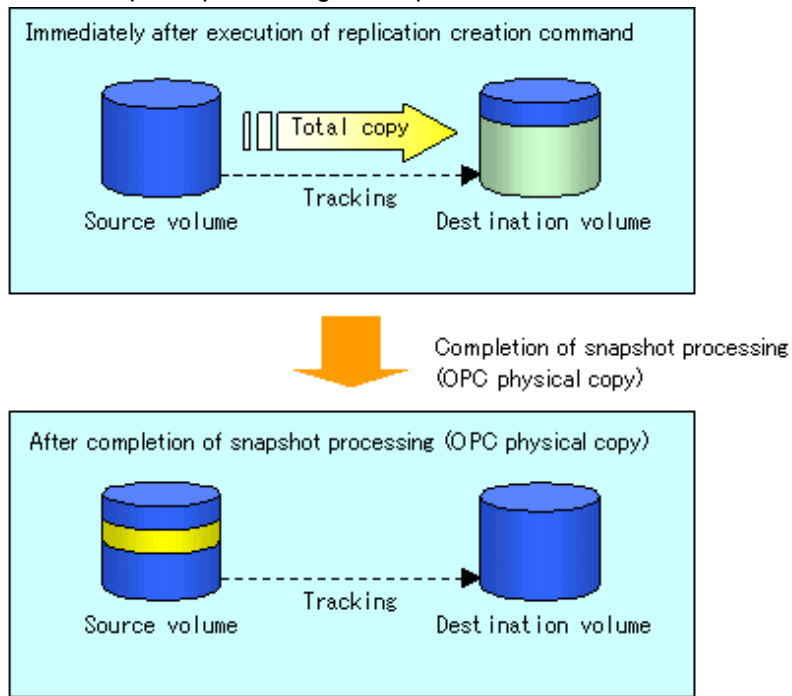 Immediately after execution of replication creation command
Total copy
Tracking
Source volume
Destination volume
Completion of snapshot processing
(OPC physical copy)
After completion of snapshot processing (OPC physical copy)
Tracking
Source volume
Destination volume